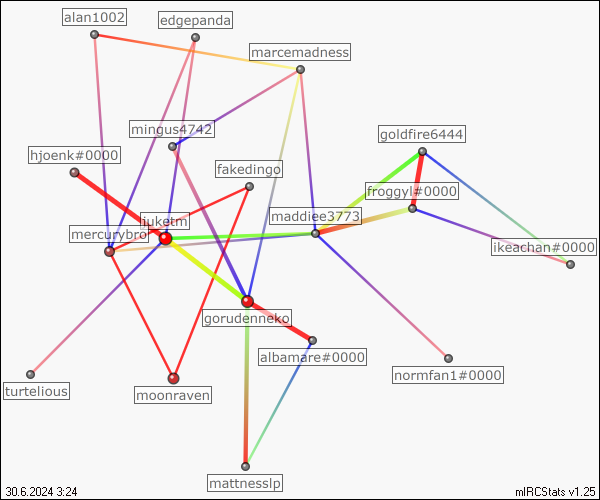 alan1002
edgepanda
marcemadness
mingus4742
goldfire6444
hjoenk#0000
fakedingo
froggyl#0000
maddiee3773
luketm
mercurybro
ikeachan#0000
gorudenneko
albamare#0000
normfan1#0000
turtelious
moonraven
mattnesslp
30.6.2024 3:24
mIRCStats v1.25